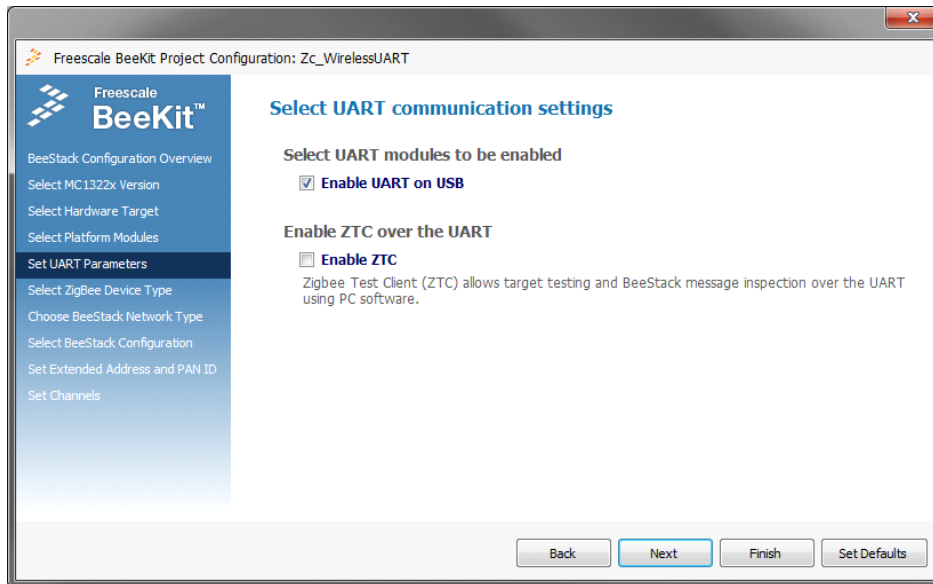 x
Freescale BeeKit Project Configuration: Zc_WirelessUART
Freescale
BeeKit™
BeeStack Configuration Overview
Select MC1322x Version
Select Hardware Target
Select Platform Modules
Set UART Parameters
Select ZigBee Device Type
Choose BeeStack Network Type
Select BeeStack Configuration
Set Extended Address and PAN ID
Set Channels
Select UART communication settings
Select UART modules to be enabled
Enable UART on USB
Enable ZTC over the UART
Enable ZTC
Zigbee Test Client (ZTC) allows target testing and BeeStack message inspection over the UART
using PC software.
Back Next Finish Set Defaults